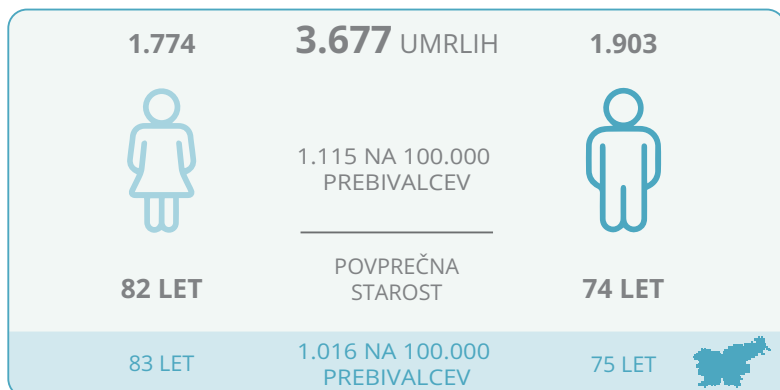 1.774 3.677 UMRLIH 1.903
1.115 NA 100.000
PREBIVALCEV
POVPREČNA
STAROST
82 LET 74 LET
1.016 NA 100.000
PREBIVALCEV
83 LET 75 LET